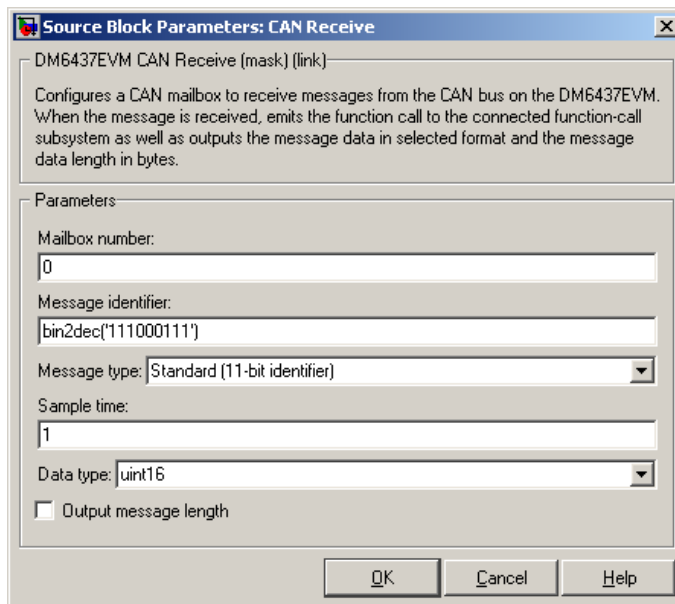 Source Block Parameters: CAN Receive
DM6437EVM CAN Receive (mask) (link)
Configures a CAN mailbox to receive messages from the CAN bus on the DM6437EVM.
When the message is received, emits the function call to the connected function-call
subsystem as well as outputs the message data in selected format and the message
data length in bytes.
Parameters
Mailbox number:
0
Message identifier:
bin2dec('111000111')
Message type: Standard (11-bit identifier)
Sample time:
1
Data type: uint16
Output message length
OK Cancel Help